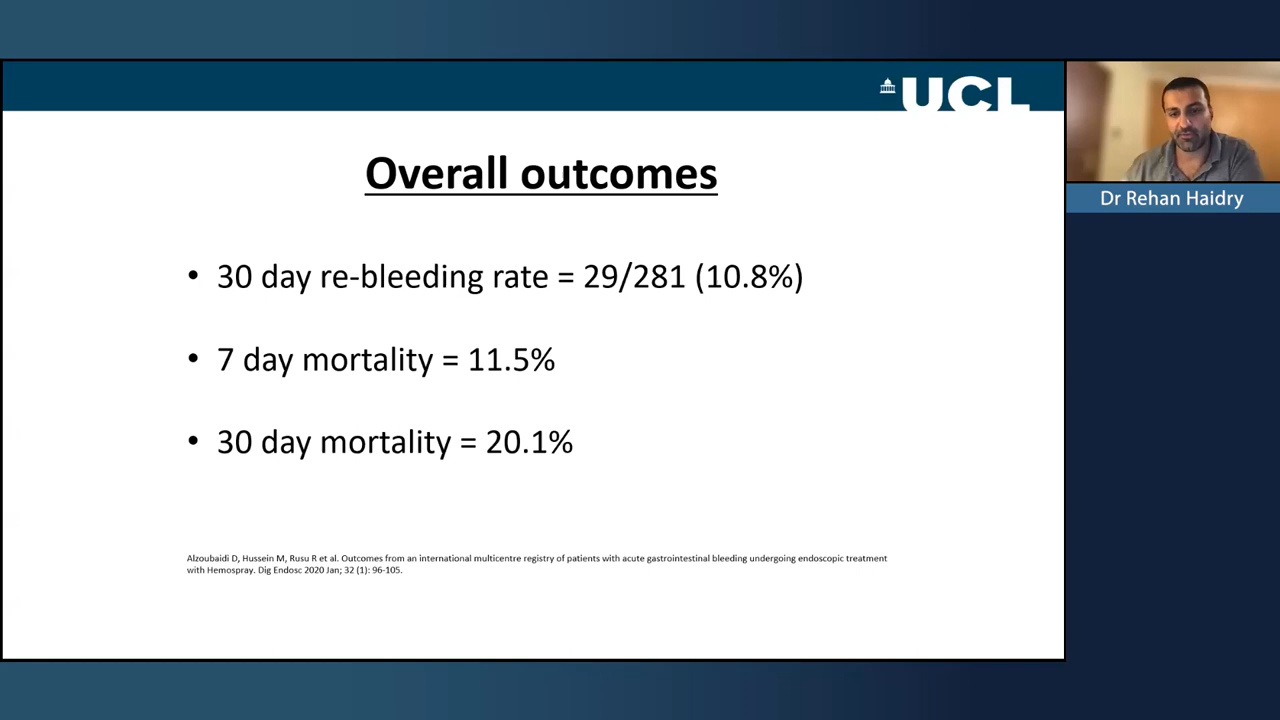 UCL
Overall outcomes
• 30 day re-bleeding rate = 29/281 (10.8%)
• 7 day mortality = 11.5%
• 30 day mortality = 20.1%
Alzoubaidi D, Hussein M, Rusu R et al. Outcomes from an international multicentre registry of patients with acute gastrointestinal bleeding undergoing endoscopic treatment
with Hemospray. Dig Endosc 2020 Jan; 32 (1): 96-105.
Dr Rehan Haidry